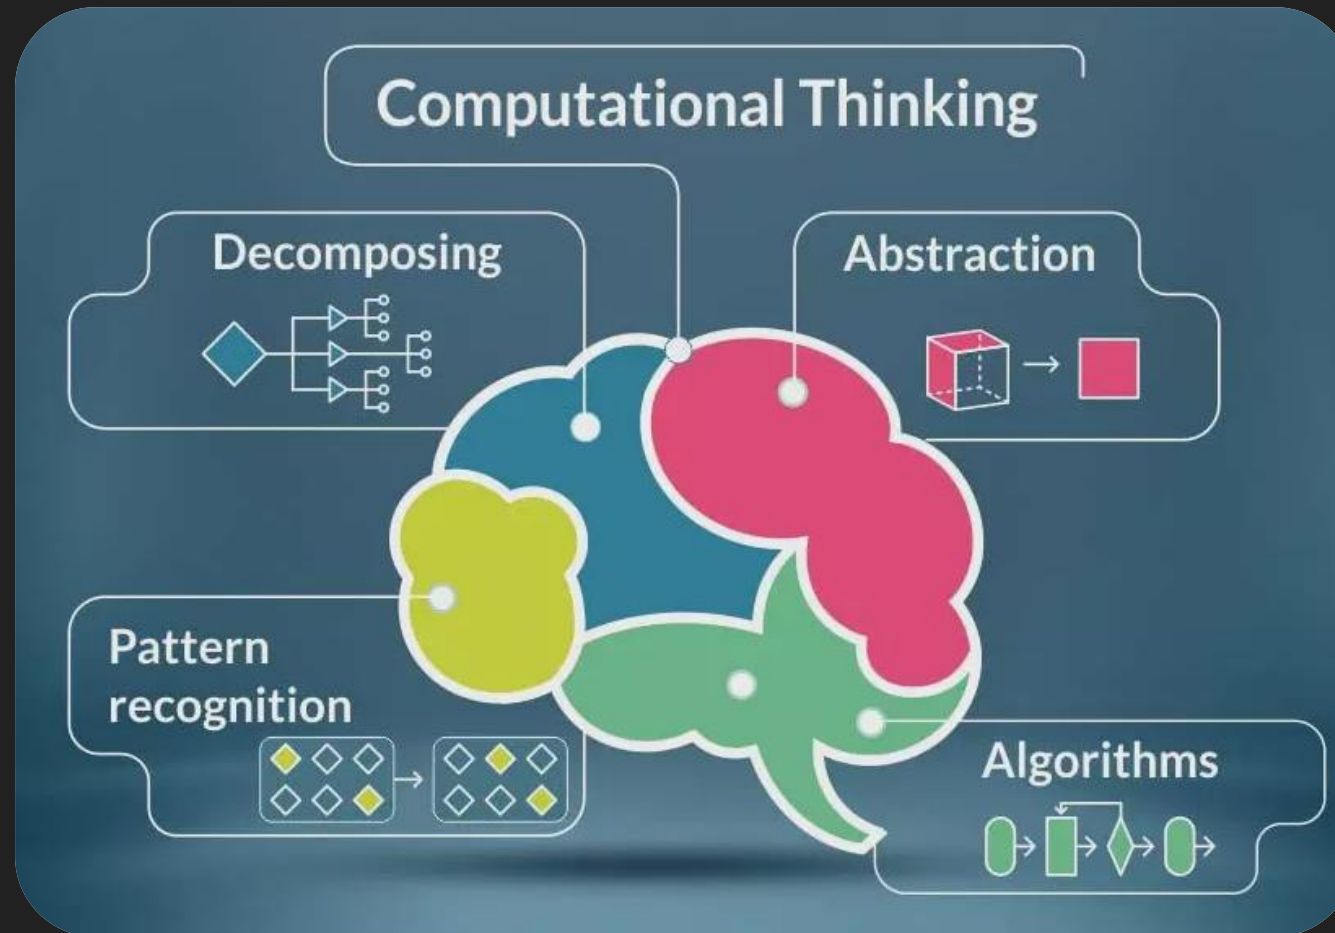 Computational Thinking
Decomposing
Abstraction
Pattern
recognition
Algorithms